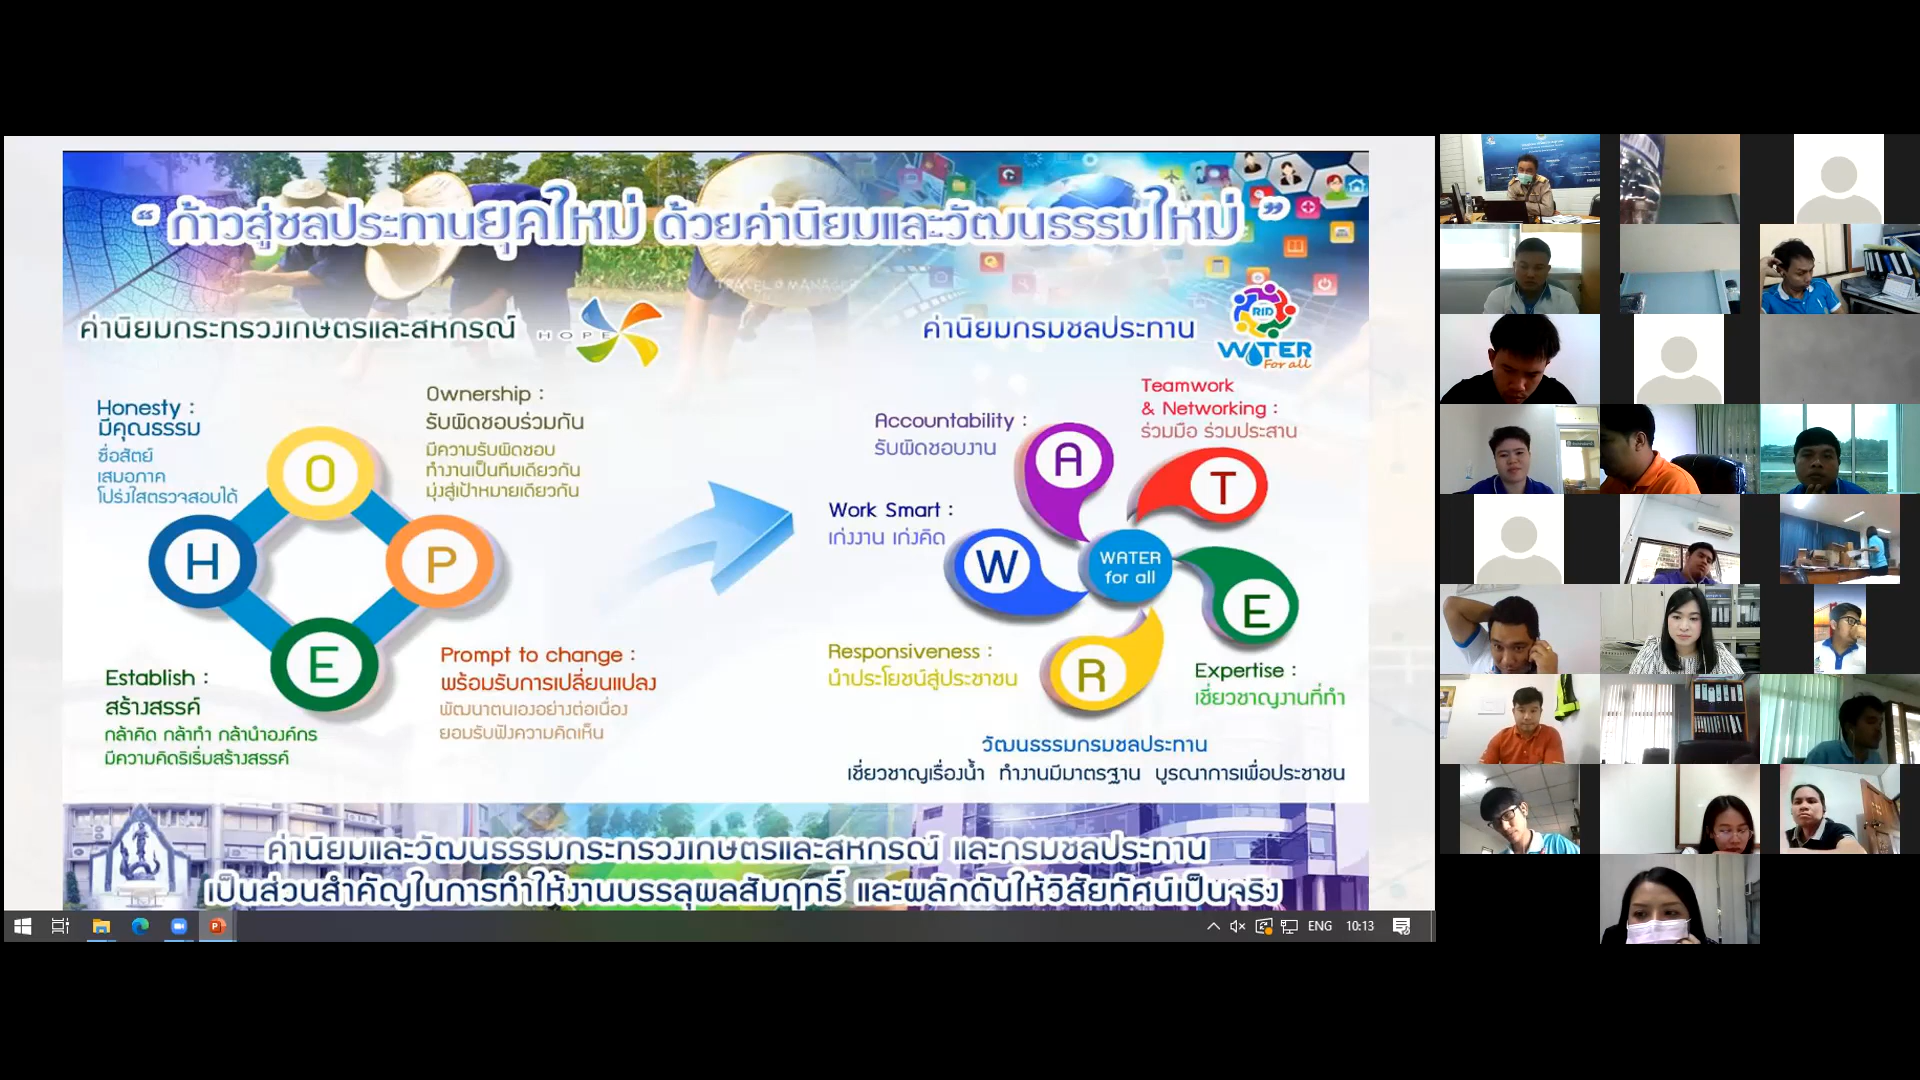 “ ก้าวสู่ชลประทานยุคใหม่ ด้วยค่านิยมและวัฒนธรรมใหม่ ”
ค่านิยมกระทรวงเกษตรและสหกรณ์
HOPE
Honesty :
มีคุณธรรม
ซื่อสัตย์
เสมอภาค
โปร่งใสตรวจสอบได้
Ownership :
รับผิดชอบร่วมกัน
มีความรับผิดชอบ
ทำงานเป็นทีมเดียวกัน
มุ่งสู่เป้าหมายเดียวกัน
O
H
P
E
Establish :
สร้างสรรค์
กล้าคิด กล้าทำ กล้านำองค์กร
มีความคิดริเริ่มสร้างสรรค์
Prompt to change :
พร้อมรับการเปลี่ยนแปลง
พัฒนาตนเองอย่างต่อเนื่อง
ยอมรับฟังความคิดเห็น
ค่านิยมกรมชลประทาน
RID
WATER
For all
Accountability :
รับผิดชอบงาน
Teamwork
& Networking :
ร่วมมือ ร่วมประสาน
Work Smart :
เก่งงาน เก่งคิด
A
T
W
WATER
for all
E
R
Responsiveness :
นำประโยชน์สู่ประชาชน
Expertise :
เชี่ยวชาญงานที่ทำ
วัฒนธรรมกรมชลประทาน
เชี่ยวชาญเรื่องน้ำ ทำงานมีมาตรฐาน บูรณาการเพื่อประชาชน
ค่านิยมและวัฒนธรรมกระทรวงเกษตรและสหกรณ์ และกรมชลประทาน
เป็นส่วนสำคัญในการทำให้งานบรรลุผลสัมฤทธิ์ และผลักดันให้วิสัยทัศน์เป็นจริง
ENG 10:13